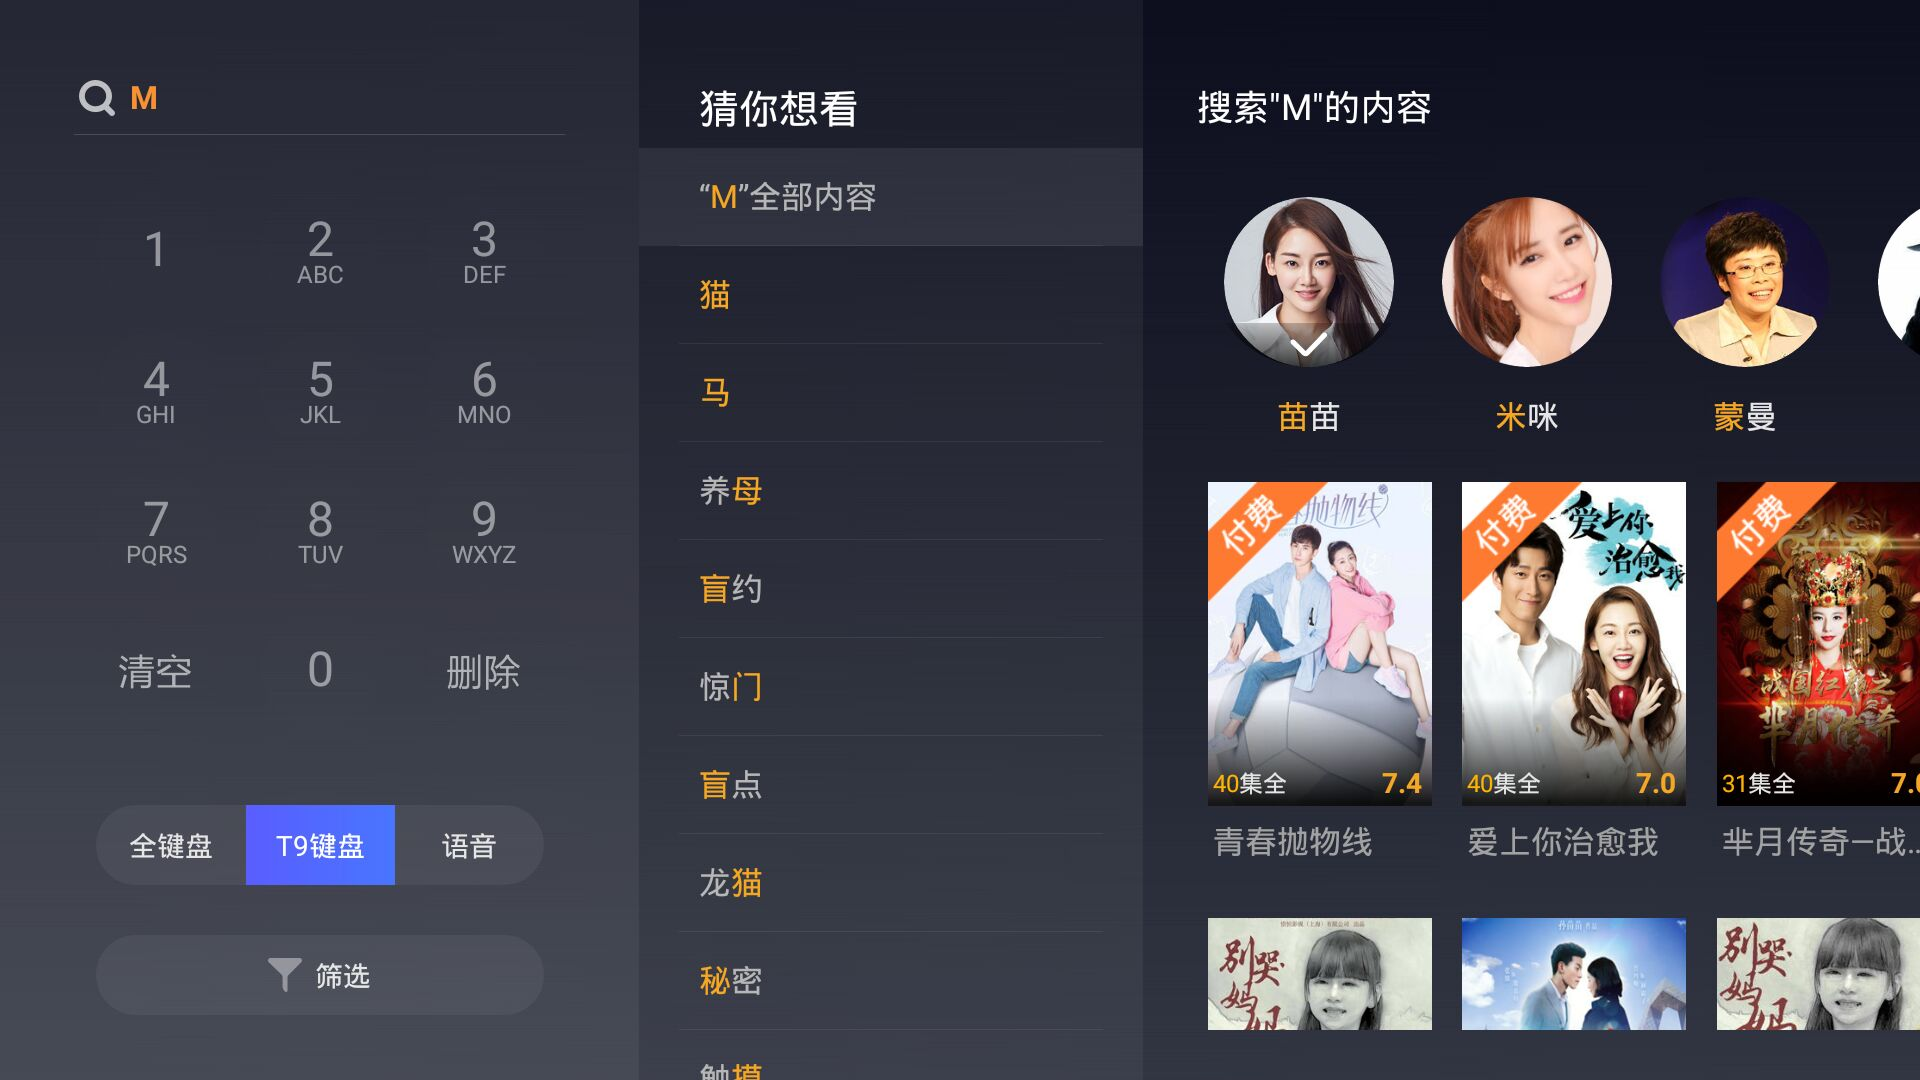 M
1
2
ABC
3
DEF
4
GHI
5
JKL
6
MNO
7
PQRS
8
TUV
9
WXYZ
清空
0
删除
全键盘
T9键盘
语音
筛选
猜你想看
“M”全部内容
猫
马
养母
盲约
惊门
盲点
龙猫
秘密
触摸
搜索"M"的内容
苗苗
米咪
蒙曼
付费
抛物线
40集全
7.4
青春抛物线
付费
爱上你
治愈我
40集全
7.0
爱上你治愈我
付费
战国红颜之
芈月传奇
31集全
芈月传奇—战...
别哭
妈妈
孙苗苗
别哭
妈妈